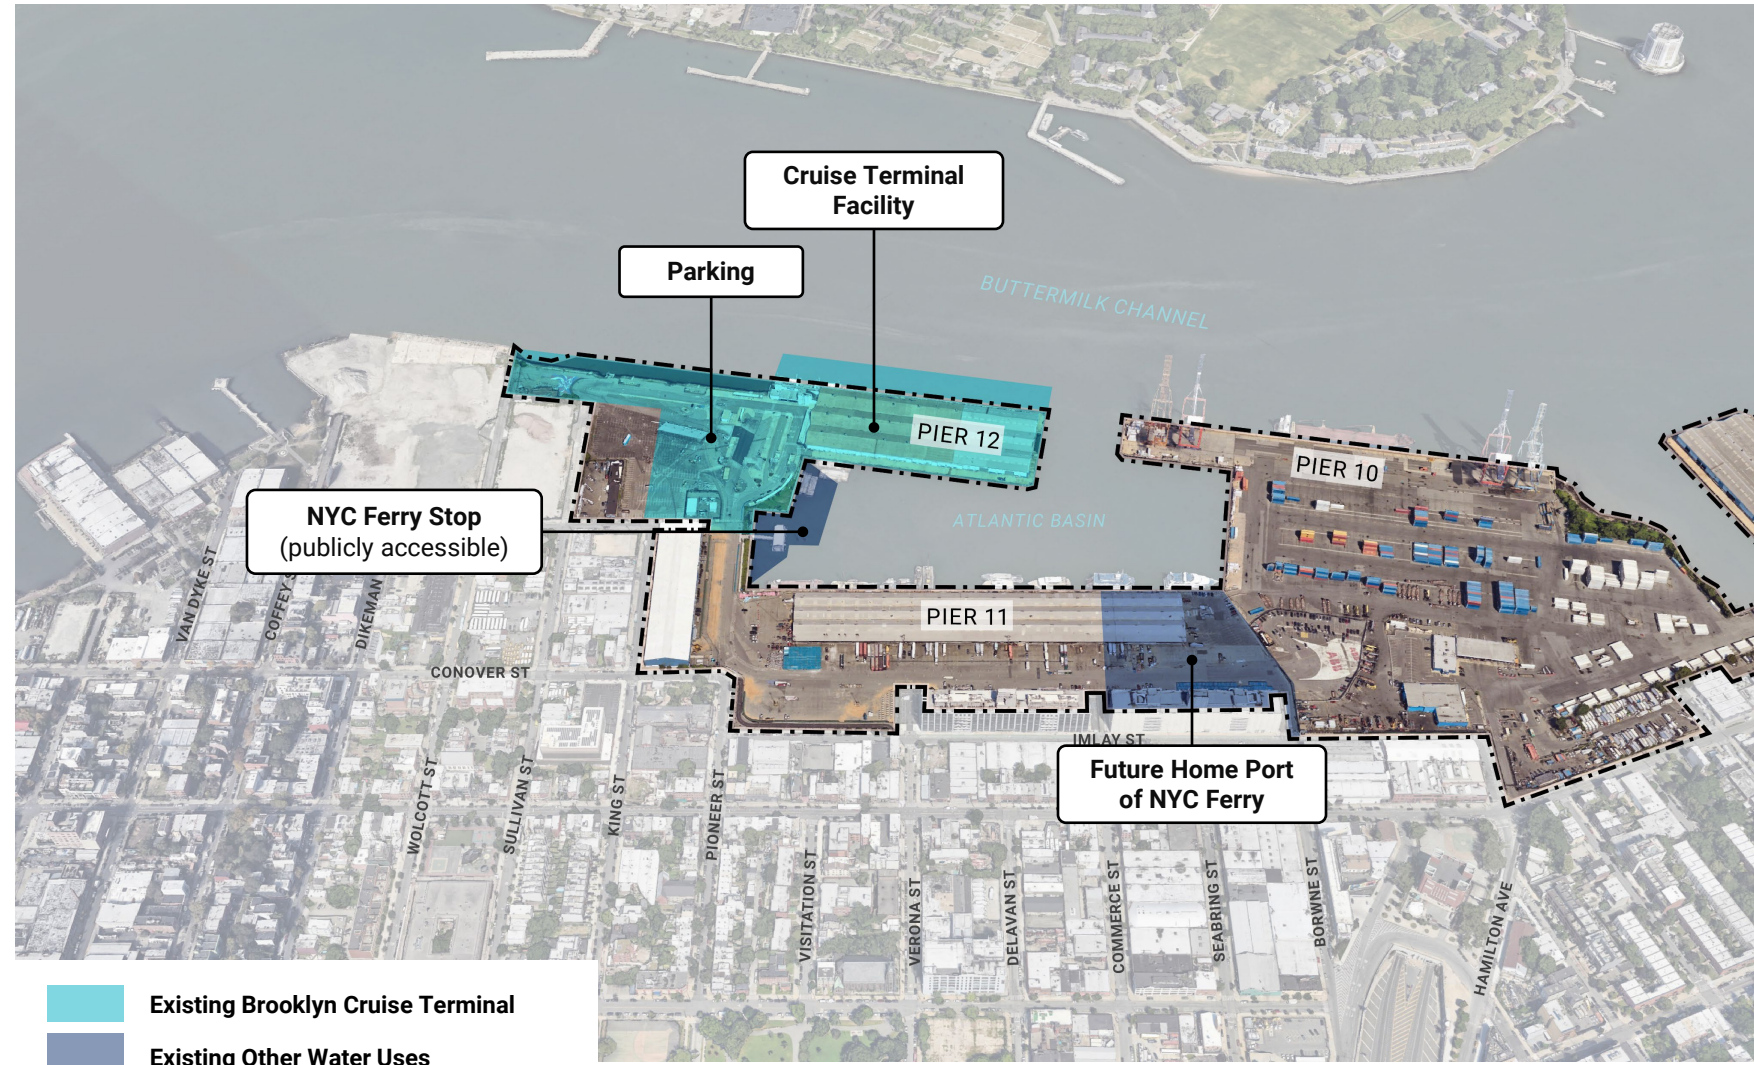 Cruise Terminal
Facility
Parking
BUTTERMILK CHANNEL
PIER 12
PIER 10
NYC Ferry Stop
(publicly accessible)
ATLANTIC BASIN
PIER 11
VAN DYKE ST
COFFEY S
DIKEMAN
CONOVER ST
IMLAY ST
Future Home Port
of NYC Ferry
WOLCOTT ST
SULLIVAN ST
KING ST
PIONEER ST
VISITATION ST
VERONA ST
DELAVAN ST
COMMERCE ST
SEABRING ST
BORWNE ST
HAMILTON AVE
Existing Brooklyn Cruise Terminal
Existing Other Water Uses